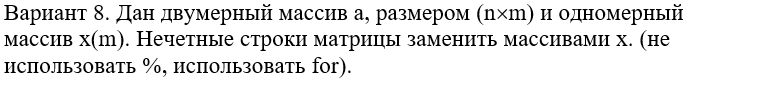 Вариант 8. Дан двумерный массив a, размером (n×m) и одномерный
массив x(m). Нечетные строки матрицы заменить массивами x. (не
использовать %, использовать for).